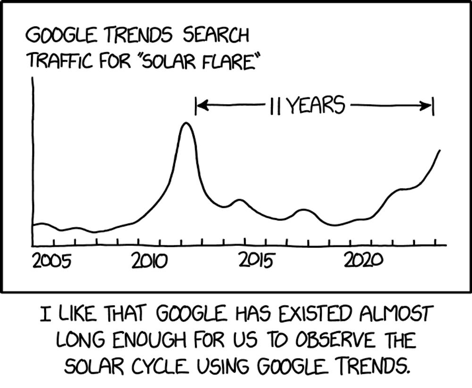 GOOGLE TRENDS SEARCH
TRAFFIC FOR "SOLAR FLARE"
11 YEARS
2005 2010 2015 2020
I LIKE THAT GOOGLE HAS EXISTED ALMOST
LONG ENOUGH FOR US TO OBSERVE THE
SOLAR CYCLE USING GOOGLE TRENDS.